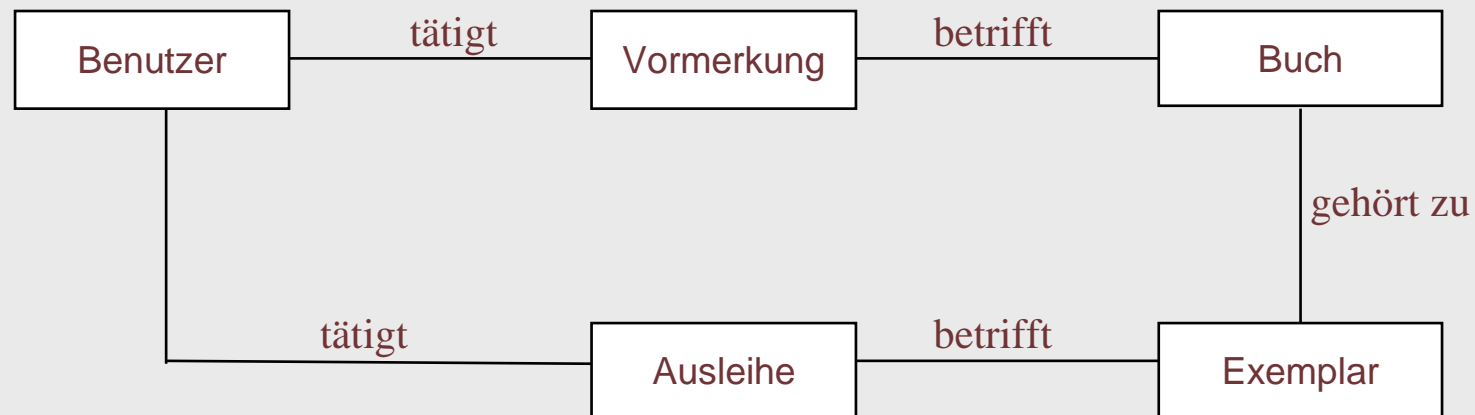 tätigt
betrifft
Benutzer
Vormerkung
Buch
gehört zu
tätigt
betrifft
Ausleihe
Exemplar